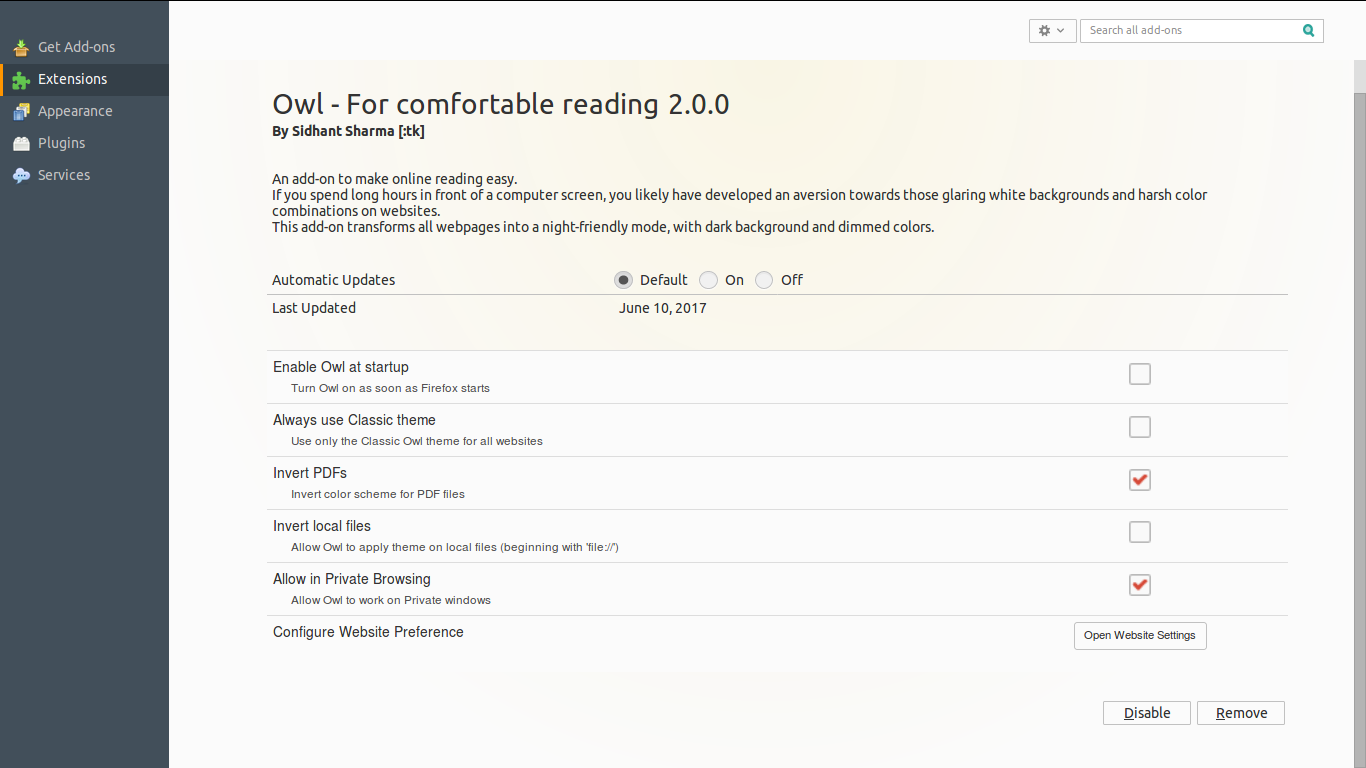 Search all add-ons
Get Add-ons
Extensions
Appearance
Plugins
Services
Owl - For comfortable reading 2.0.0
By Sidhant Sharma [:tk]
An add-on to make online reading easy.
If you spend long hours in front of a computer screen, you likely have developed an aversion towards those glaring white backgrounds and harsh color
combinations on websites.
This add-on transforms all webpages into a night-friendly mode, with dark background and dimmed colors.
Automatic Updates Default On Off
Last Updated June 10, 2017
Enable Owl at startup
Turn Owl on as soon as Firefox starts
Always use Classic theme
Use only the Classic Owl theme for all websites
Invert PDFs
Invert color scheme for PDF files
Invert local files
Allow Owl to apply theme on local files (beginning with 'file://')
Allow in Private Browsing
Allow Owl to work on Private windows
Configure Website Preference Open Website Settings
Disable Remove